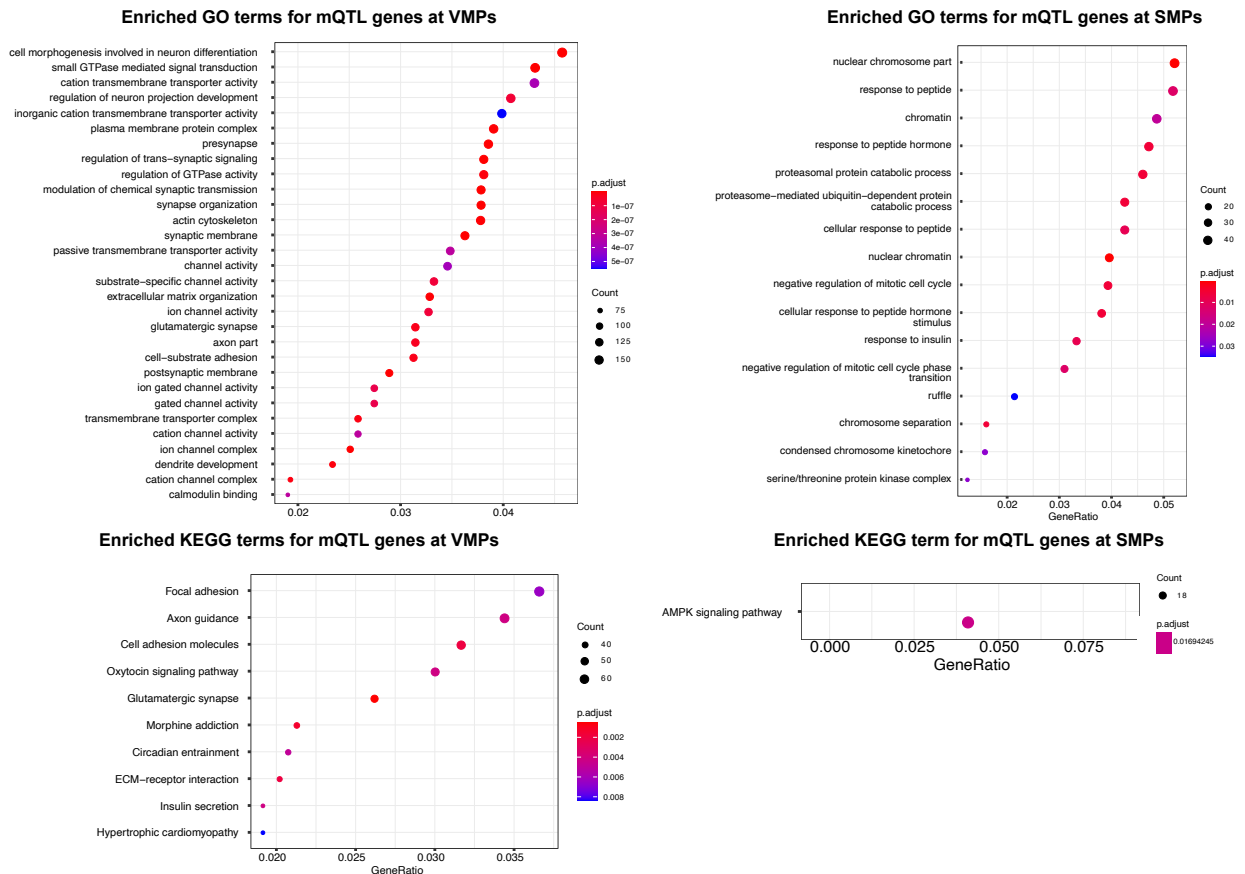 Enriched GO terms for mQTL genes at VMPs
cell morphogenesis involved in neuron differentiation
small GTPase mediated signal transduction
cation transmembrane transporter activity
regulation of neuron projection development
inorganic cation transmembrane transporter activity
plasma membrane protein complex
presynapse
regulation of trans−synaptic signaling
regulation of GTPase activity
modulation of chemical synaptic transmission
synapse organization
actin cytoskeleton
synaptic membrane
passive transmembrane transporter activity
channel activity
substrate−specific channel activity
extracellular matrix organization
ion channel activity
glutamatergic synapse
axon part
cell−substrate adhesion
postsynaptic membrane
ion gated channel activity
gated channel activity
transmembrane transporter complex
cation channel activity
ion channel complex
dendrite development
cation channel complex
calmodulin binding
0.02 0.03 0.04
p.adjust
1e−07
2e−07
3e−07
4e−07
5e−07
Count
75
100
125
150
Enriched GO terms for mQTL genes at SMPs
nuclear chromosome part
response to peptide
chromatin
response to peptide hormone
proteasomal protein catabolic process
proteasome−mediated ubiquitin−dependent protein
catabolic process
cellular response to peptide
nuclear chromatin
negative regulation of mitotic cell cycle
cellular response to peptide hormone
stimulus
response to insulin
negative regulation of mitotic cell cycle phase
transition
ruffle
chromosome separation
condensed chromosome kinetochore
serine/threonine protein kinase complex
0.02 0.03 0.04 0.05
GeneRatio
Count
20
30
40
p.adjust
0.01
0.02
0.03
Enriched KEGG terms for mQTL genes at VMPs
Focal adhesion
Axon guidance
Cell adhesion molecules
Oxytocin signaling pathway
Glutamatergic synapse
Morphine addiction
Circadian entrainment
ECM−receptor interaction
Insulin secretion
Hypertrophic cardiomyopathy
0.020 0.025 0.030 0.035
GeneRatio
Count
40
50
60
p.adjust
0.002
0.004
0.006
0.008
Enriched KEGG term for mQTL genes at SMPs
AMPK signaling pathway
0.000 0.025 0.050 0.075
GeneRatio
Count
18
p.adjust
0.01694245